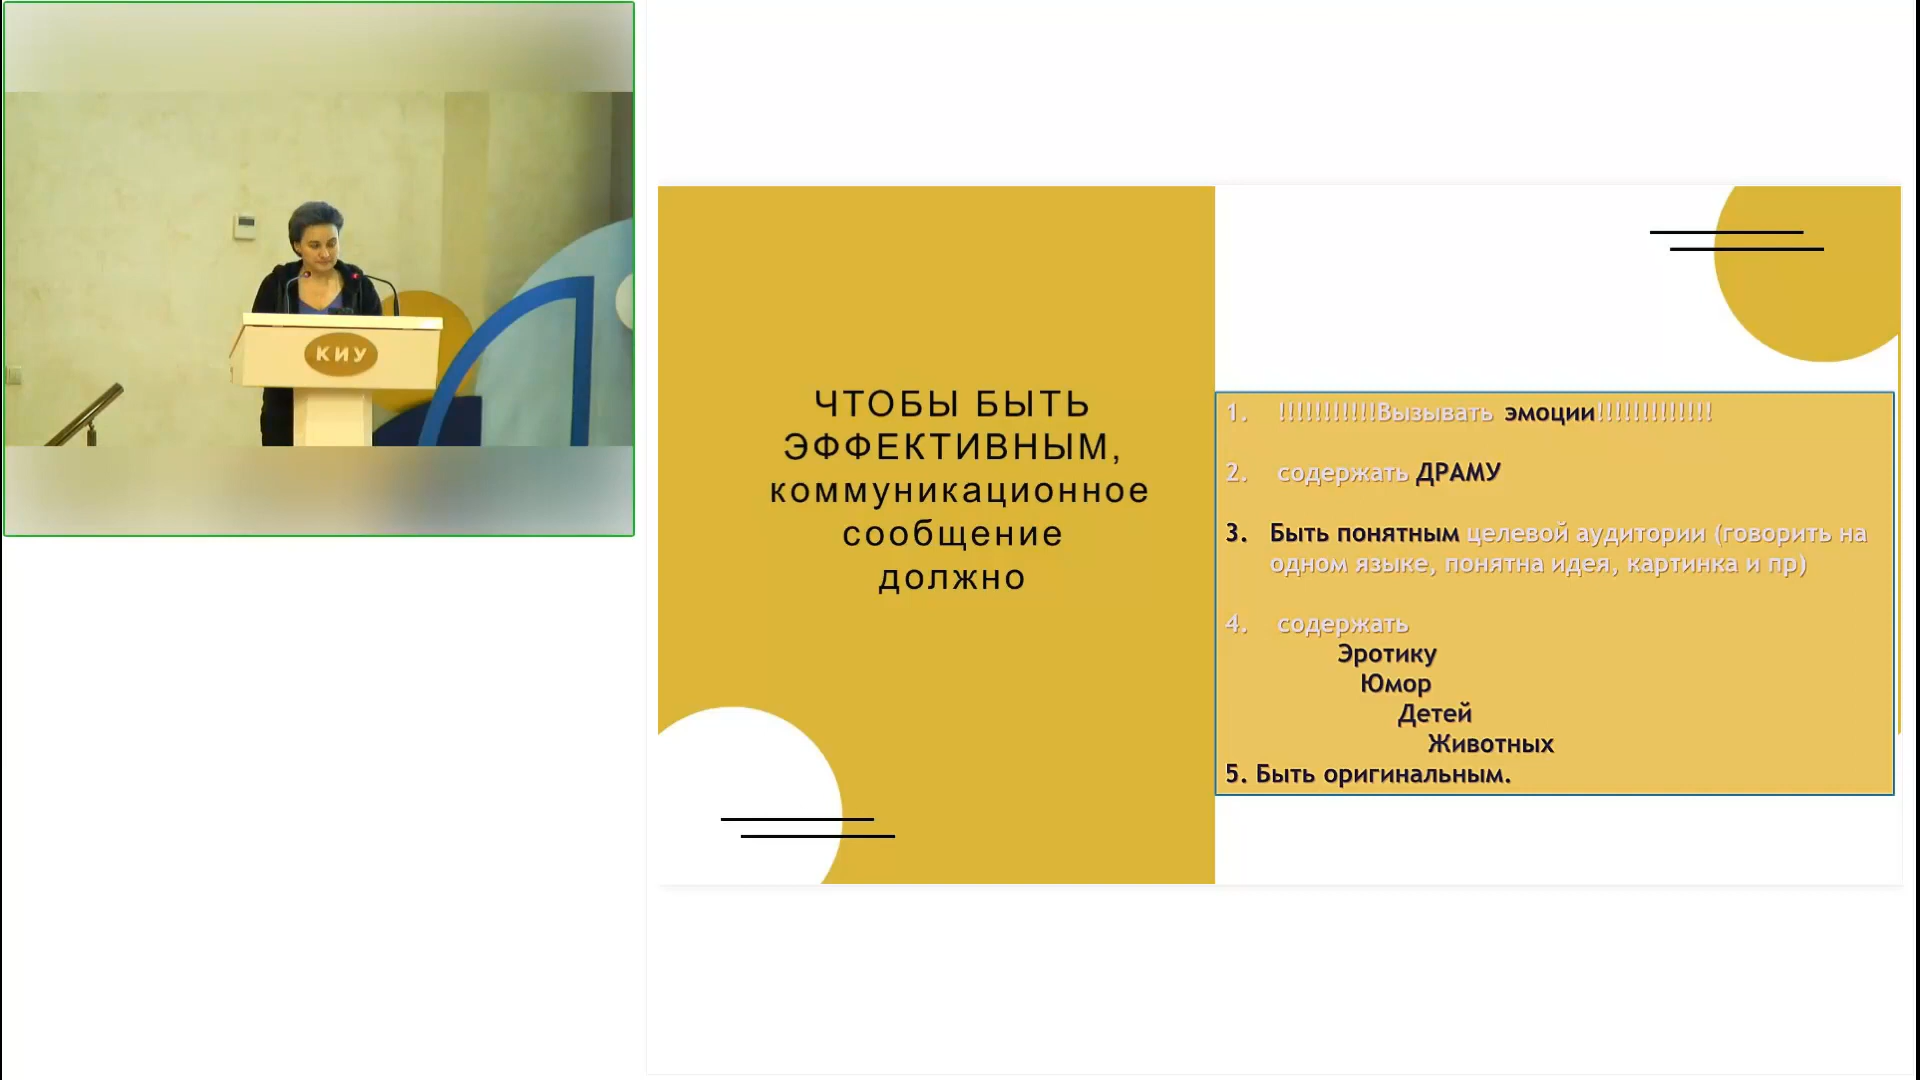 КИУ
ЧТОБЫ БЫТЬ
ЭФФЕКТИВНЫМ,
коммуникационное
сообщение
должно
1. !!!!!!!!!!!Вызывать эмоции!!!!!!!!!!!!!
2. содержать ДРАМУ
3. Быть понятным целевой аудитории (говорить на
одном языке, понятна идея, картинка и пр)
4. содержать
Эротику
Юмор
Детей
Животных
5. Быть оригинальным.